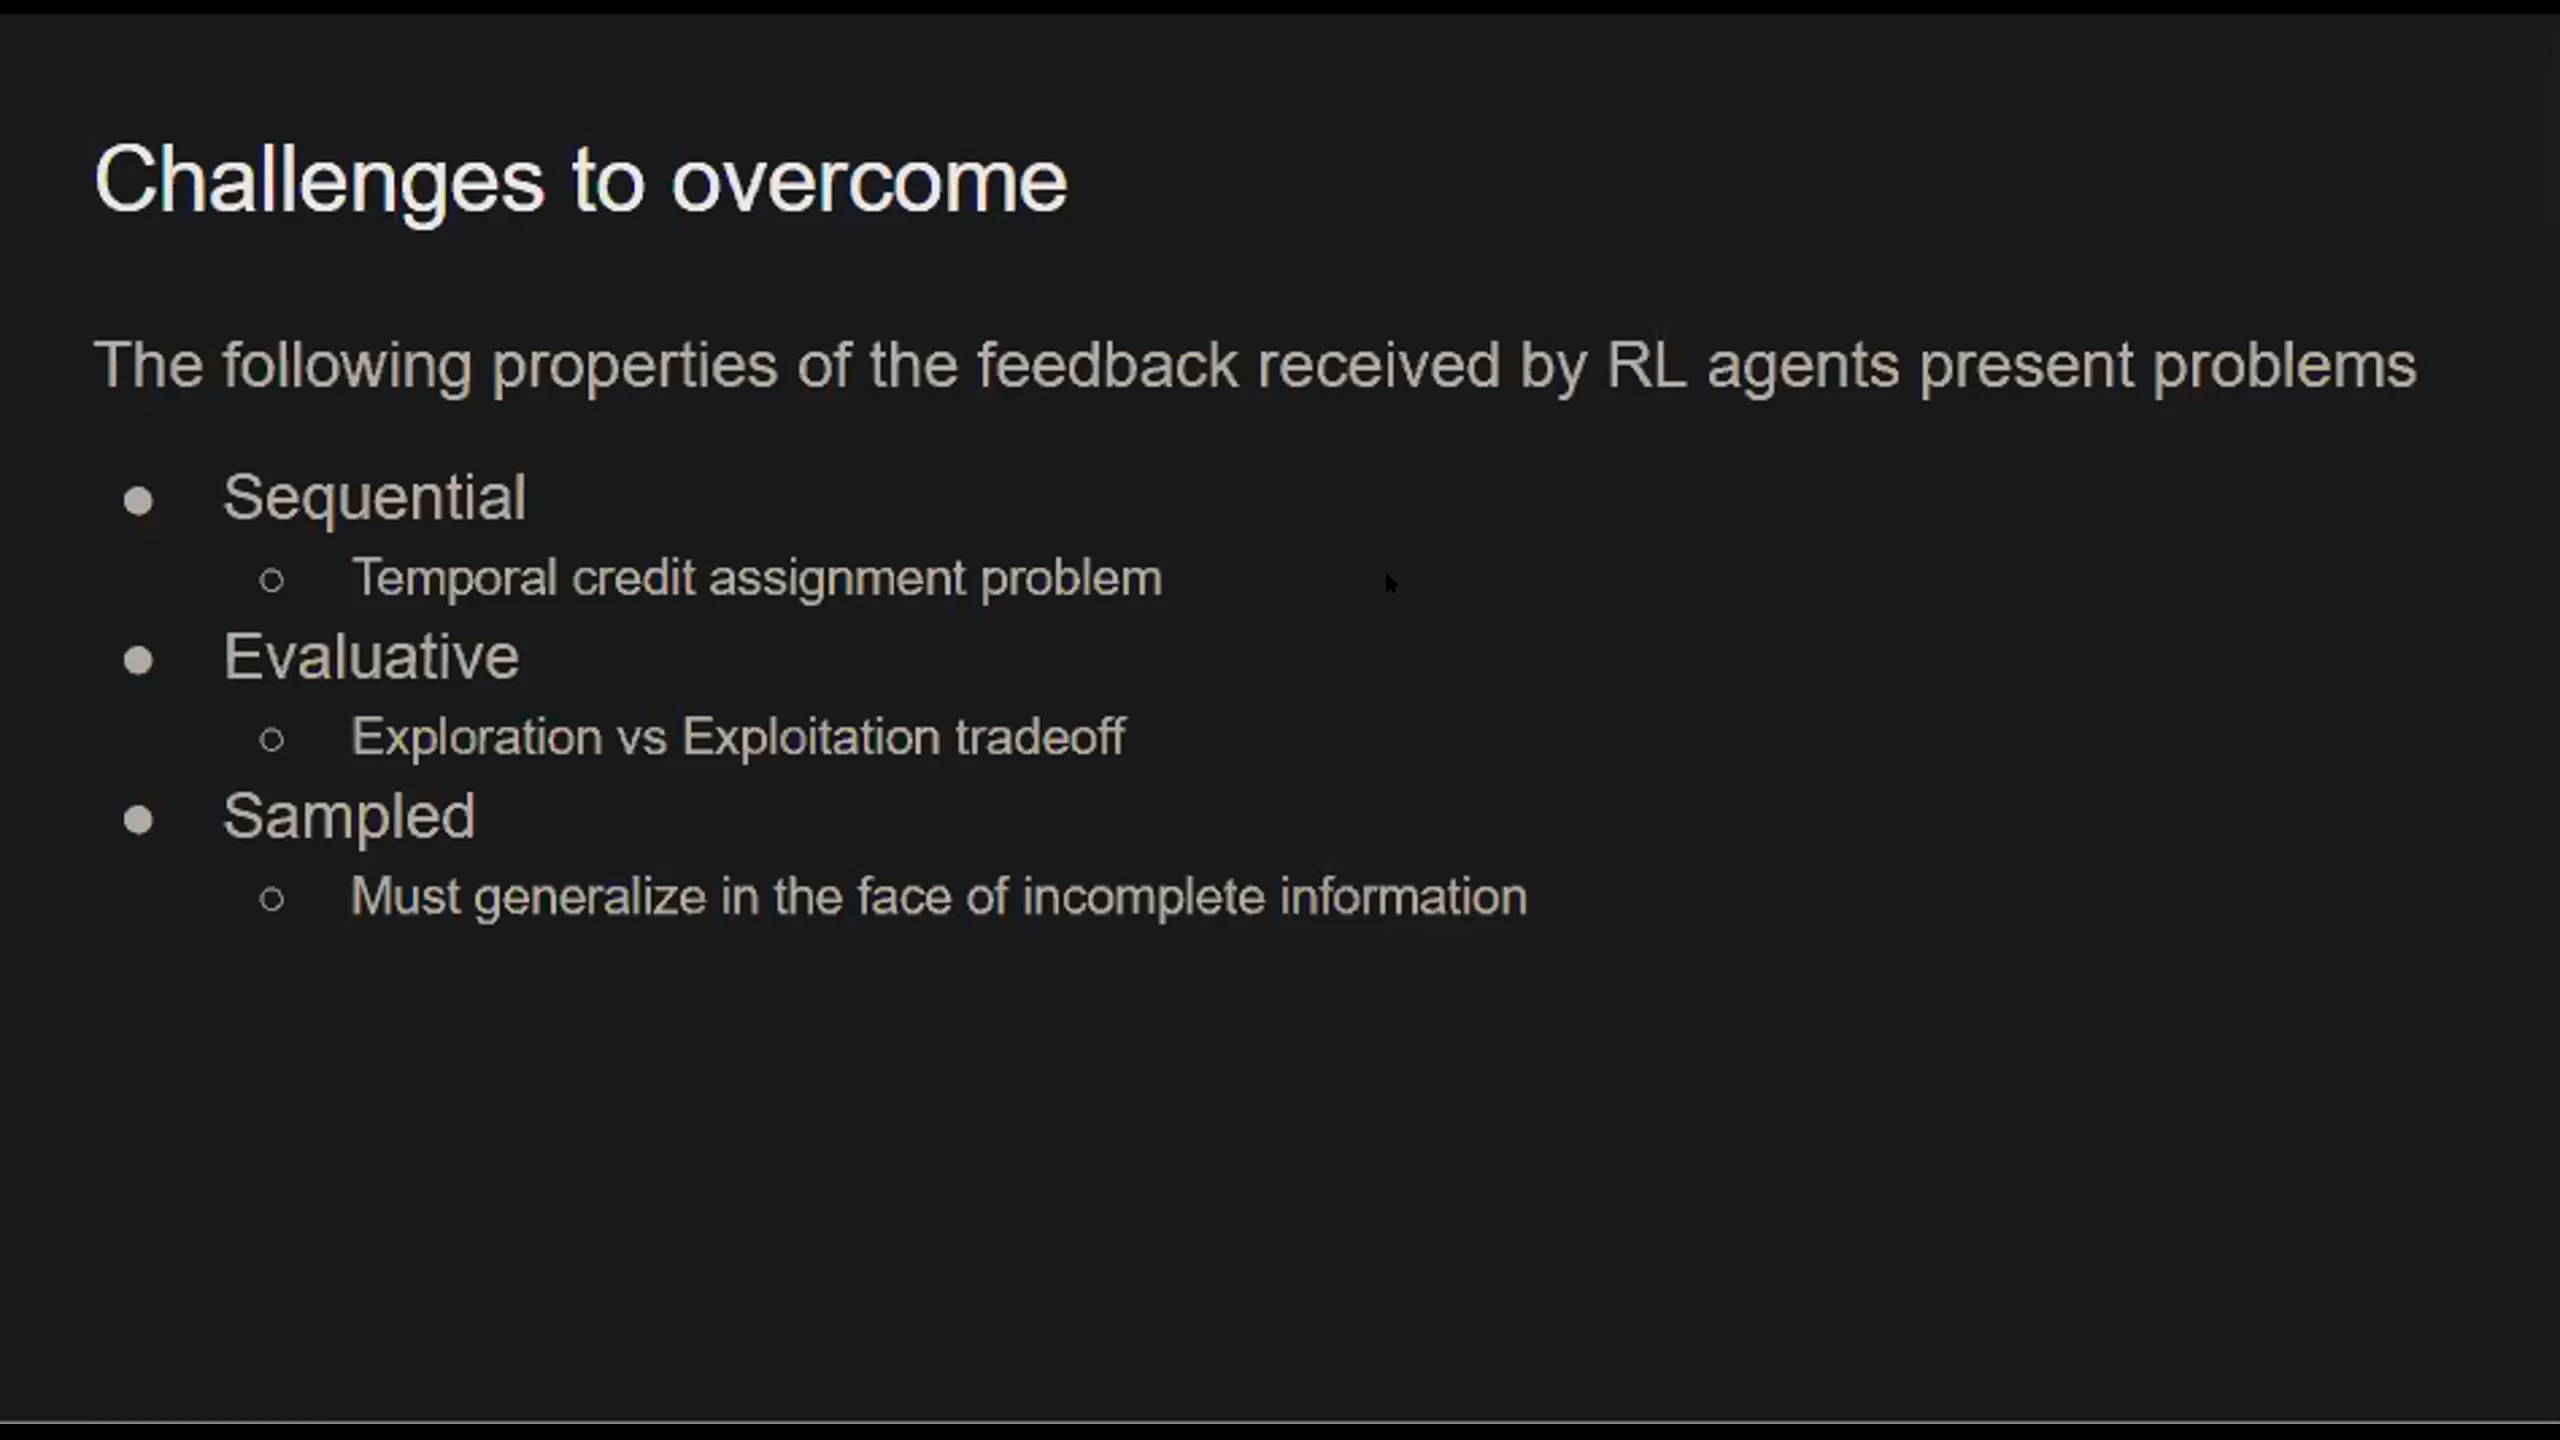 Challenges to overcome
The following properties of the feedback received by RL agents present problems
● Sequential
○ Temporal credit assignment problem
● Evaluative
○ Exploration vs Exploitation tradeoff
● Sampled
○ Must generalize in the face of incomplete information